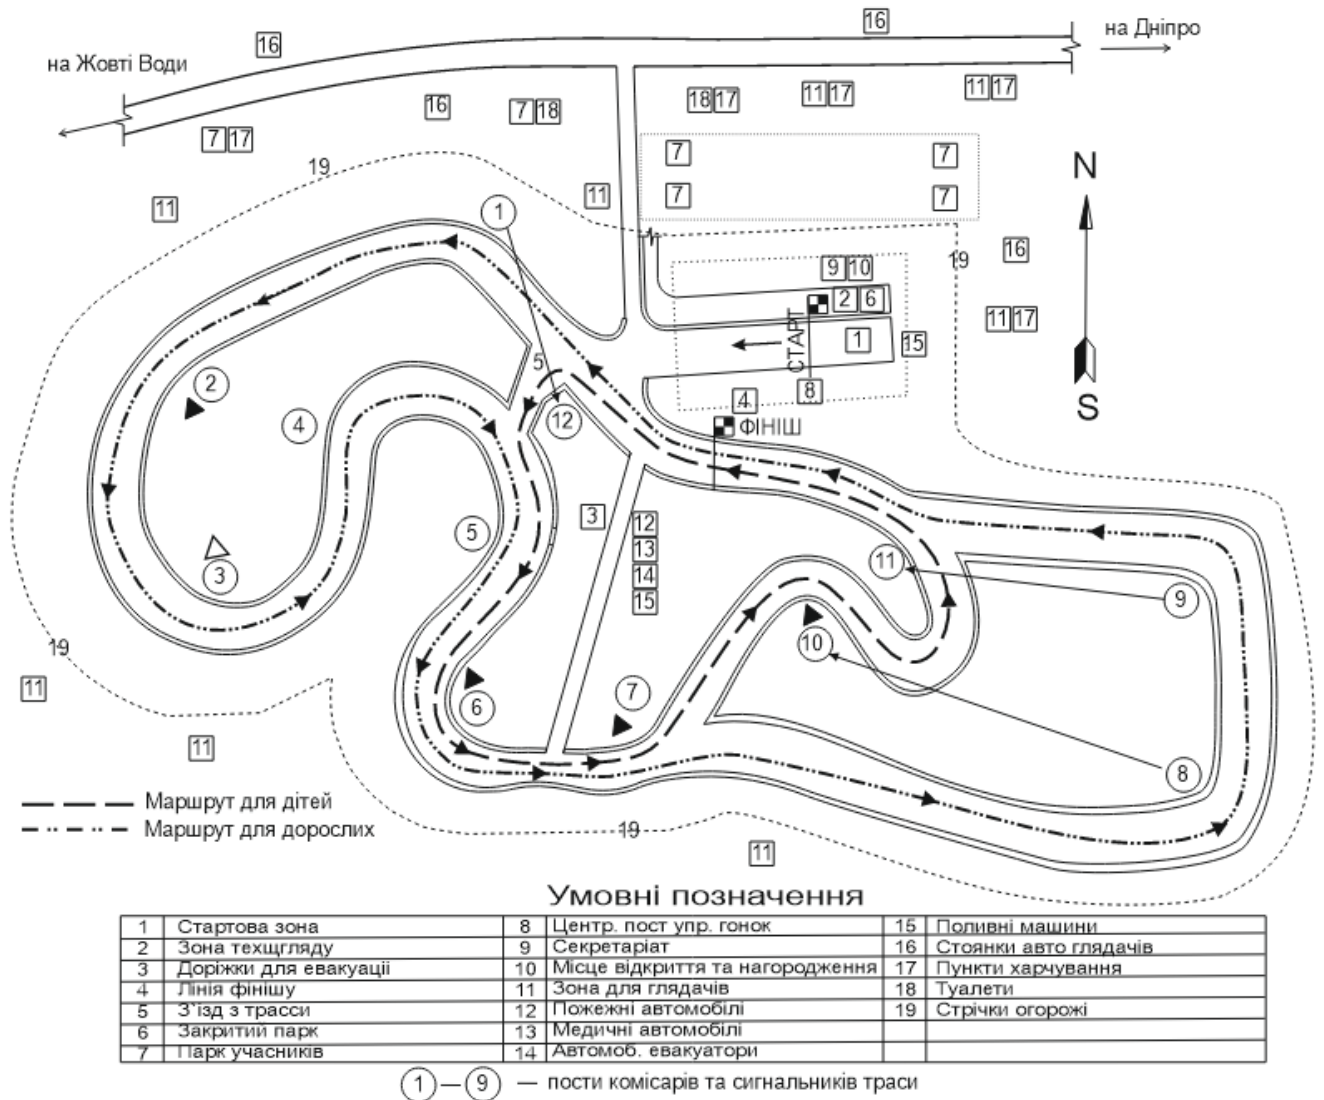 16
на Дніпро
16
на Жовті Води
16
7 18
18 17
11 17
11 17
7 17
19
7
7
11
11
7
7
1
16
9 10
19
2 6
11 17
СТАРТ
1
15
N
S
5
2
8
4
4
12
ФІНІШ
3
12
5
13
11
3
14
9
15
19
10
11
6
7
11
8
Маршрут для дітей
Маршрут для дорослих
19
11
Умовні позначення
1 Стартова зона 8 Центр. пост упр. гонок 15 Поливні машини
2 Зона техщгляду 9 Секретаріат 16 Стоянки авто глядачів
3 Доріжки для евакуації 10 Місце відкриття та нагородження 17 Пункти харчування
4 Лінія фінішу 11 Зона для глядачів 18 Туалети
5 З`їзд з трасси 12 Пожежні автомобілі 19 Стрічки огорожі
6 Закритий парк 13 Медичні автомобілі
7 Парк учасників 14 Автомоб. евакуатори
1 — 9 — пости комісарів та сигнальників траси